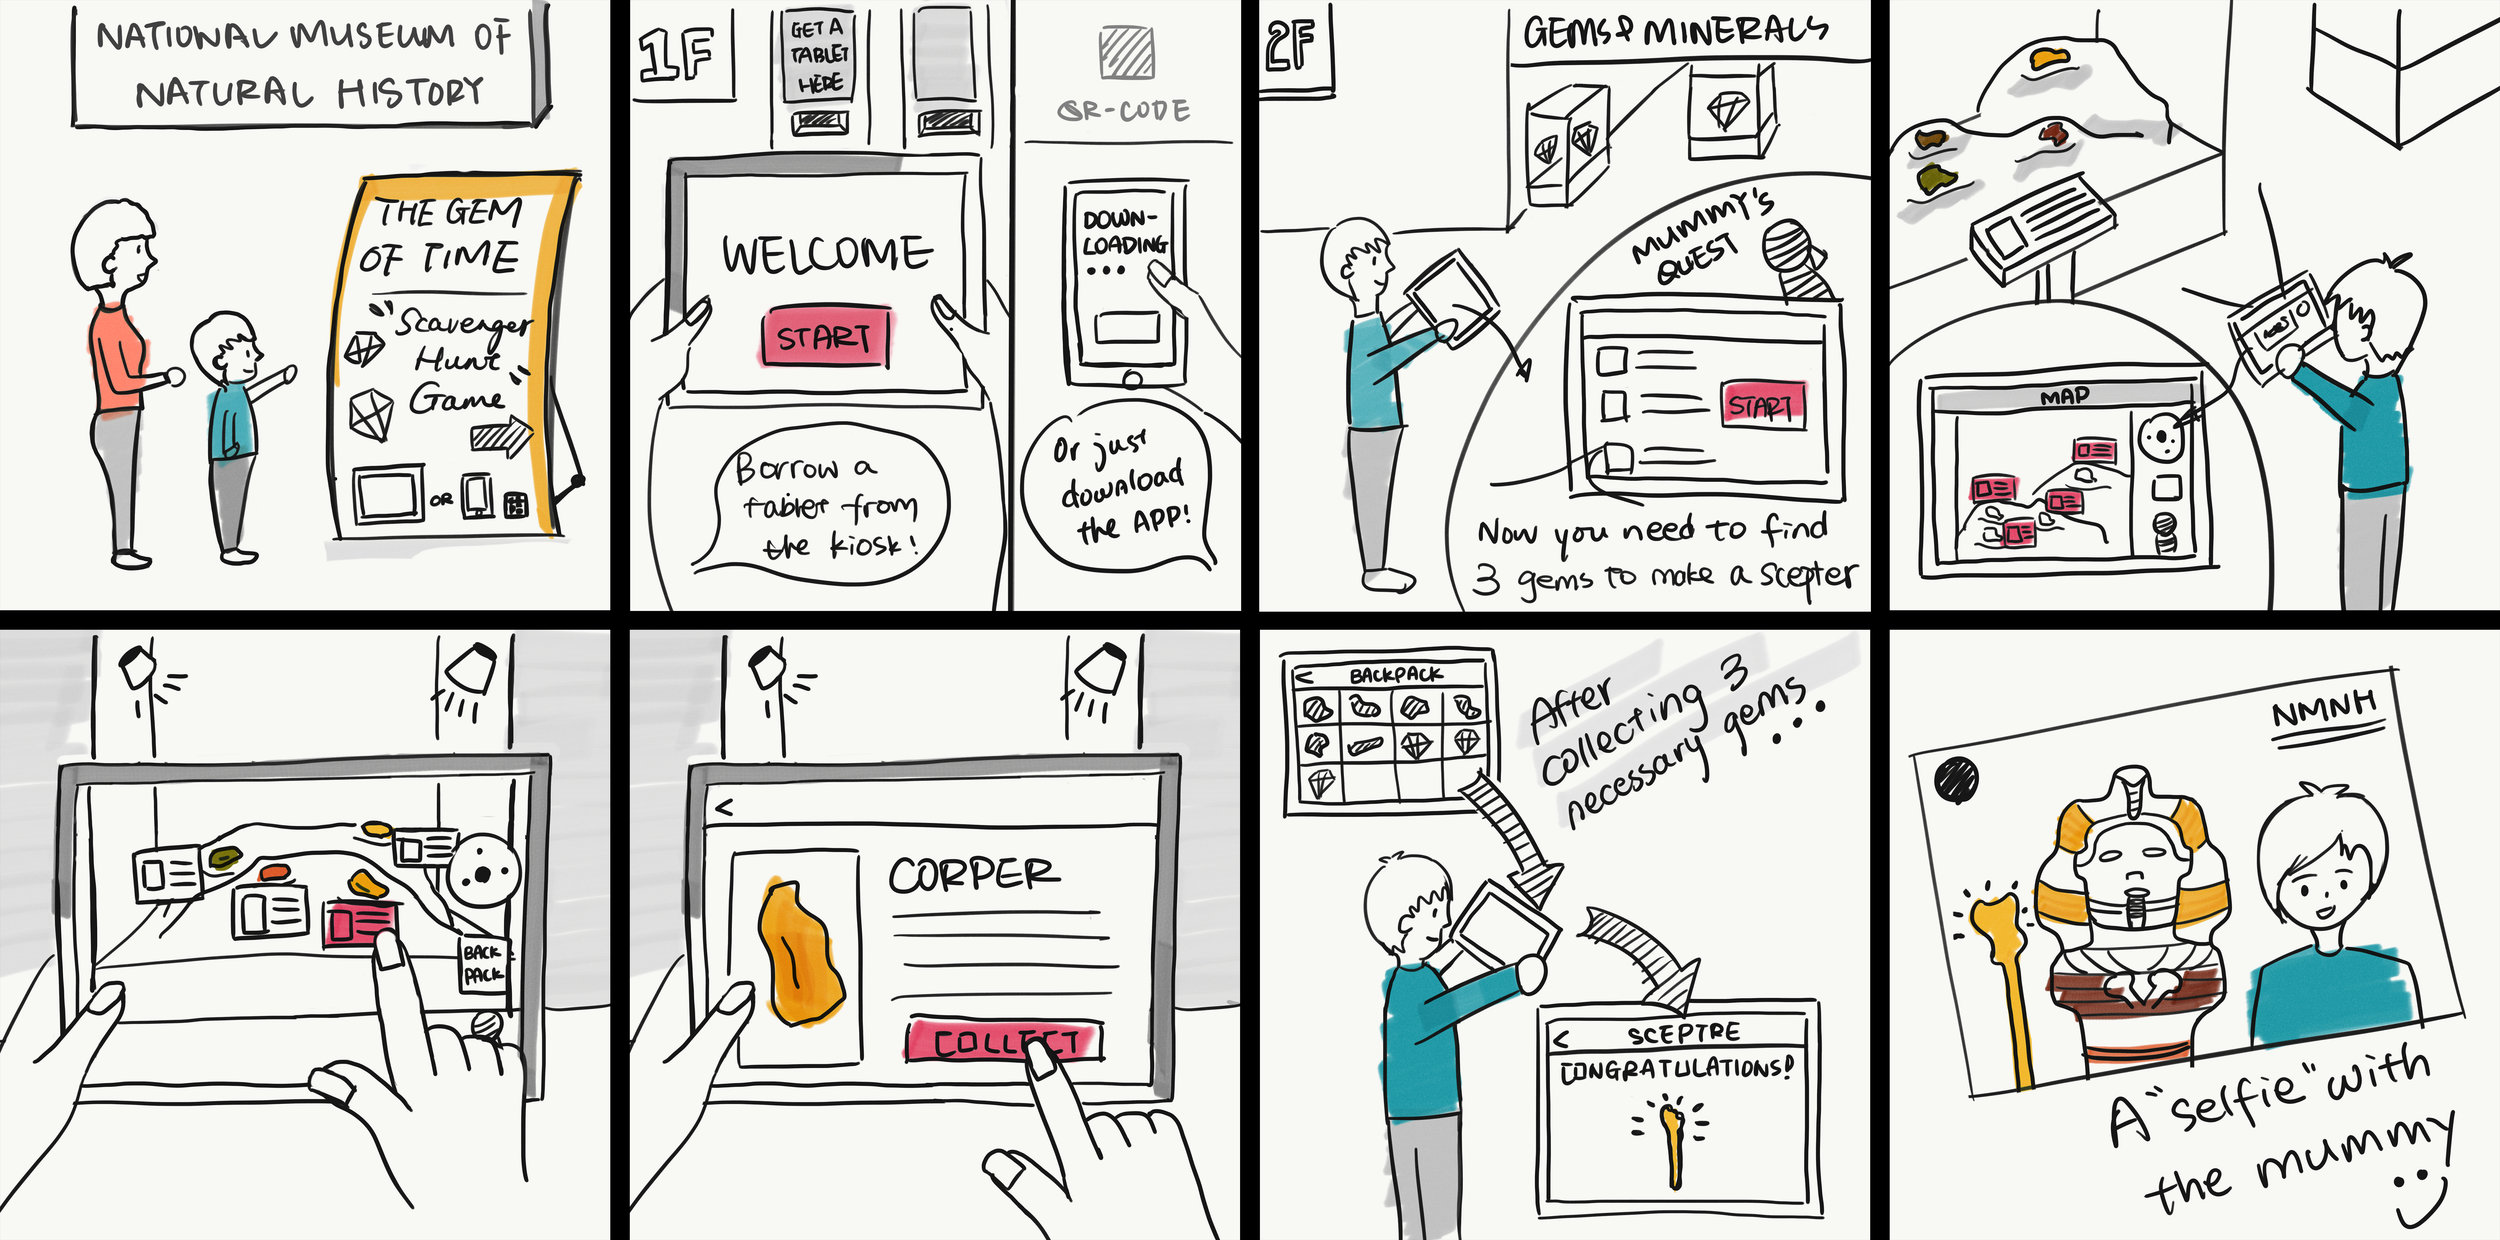 NATIONAL MUSEUM OF
NATURAL HISTORY
THE GEM
OF TIME
Scavenger
Hunt
Game
OR
1F
GET A
TABLET
HERE
WELCOME
START
Borrow a
tablet from
the kiosk!
QR-CODE
DOWN-
LOADING
...
Or just
download
the APP!
2F
GEMS & MINERALS
MUMMY'S
QUEST
START
Now you need to find
3 gems to make a scepter
MAP
BACK
PACK
<
CORPER
COLLECT
< BACKPACK
After
collecting 3
necessary gems
...
< SCEPTRE
CONGRATULATIONS!
NMNH
A "selfie" with
the mummy